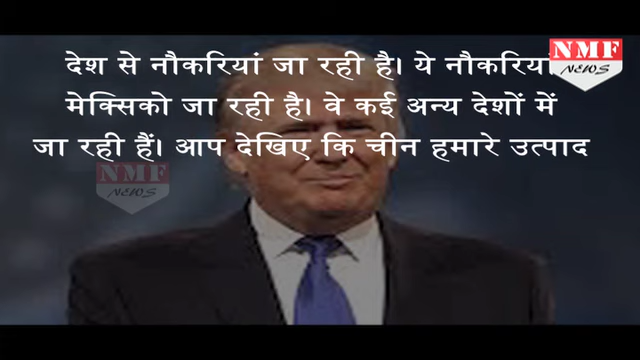 देश से नौकरियां जा रही है। ये नौकरियां
मेक्सिको जा रही है। वे कई अन्य देशों में
जा रही हैं। आप देखिए कि चीन हमारे उत्पाद
NMF
NEWS
NMF
NEWS